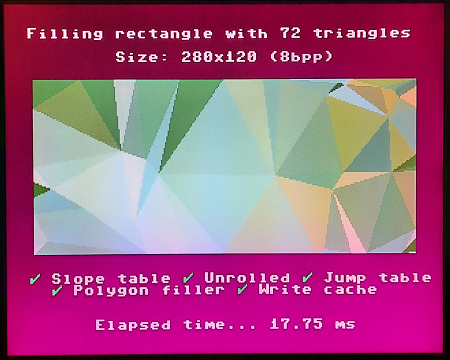 Filling rectangle with 72 triangles
Size: 280x120 (8bpp)
✓ Slope table ✓ Unrolled ✓ Jump table
✓ Polygon filler ✓ Write cache
Elapsed time... 17.75 ms